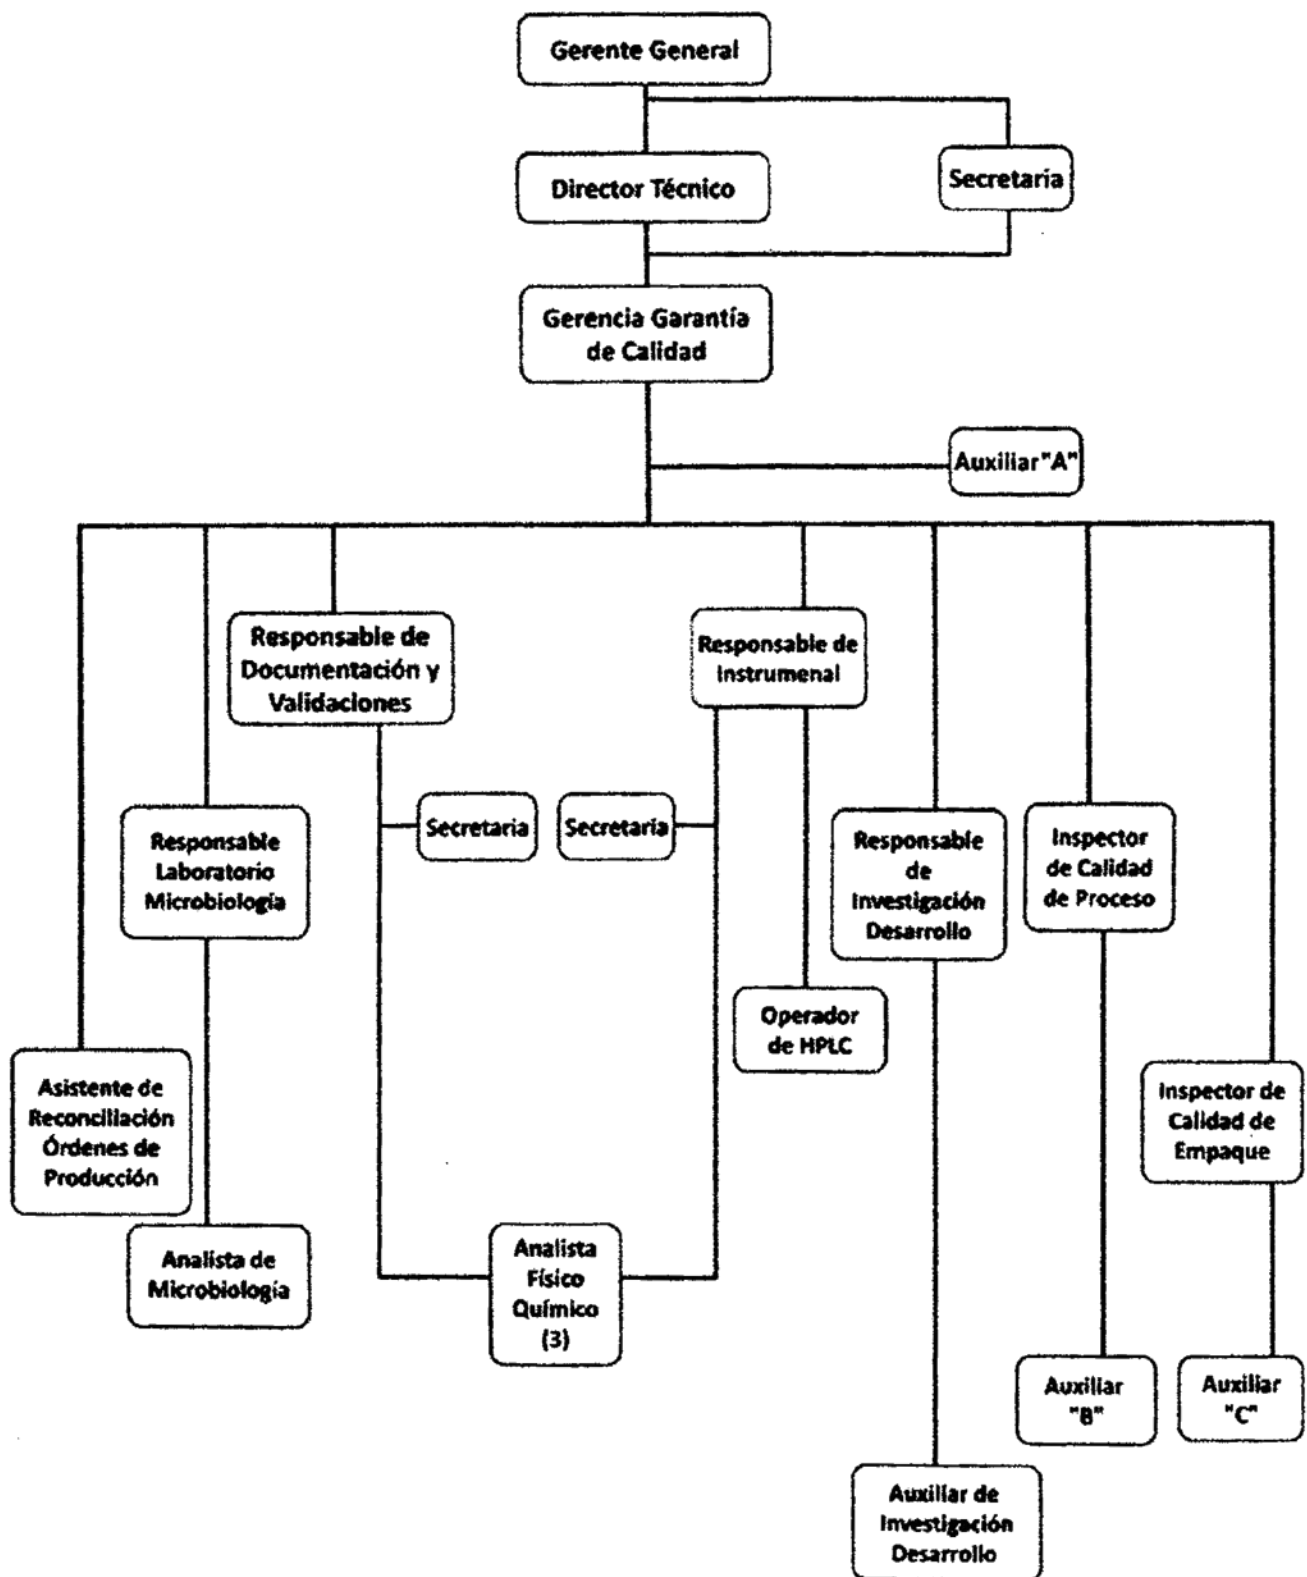 Gerente General
Director Técnico
Secretaria
Gerencia Garantía
de Calidad
Auxiliar "A"
Responsable de
Documentación y
Validaciones
Responsable de
Instrumenal
Secretaria
Secretaria
Responsable
Laboratorio
Microbiología
Responsable
de
Investigación
Desarrollo
Inspector
de Calidad
de Proceso
Operador
de HPLC
Asistente de
Reconciliación
Órdenes de
Producción
Inspector de
Calidad de
Empaque
Analista de
Microbiología
Analista
Físico
Químico
(3)
Auxiliar
"B"
Auxiliar
"C"
Auxiliar de
Investigación
Desarrollo